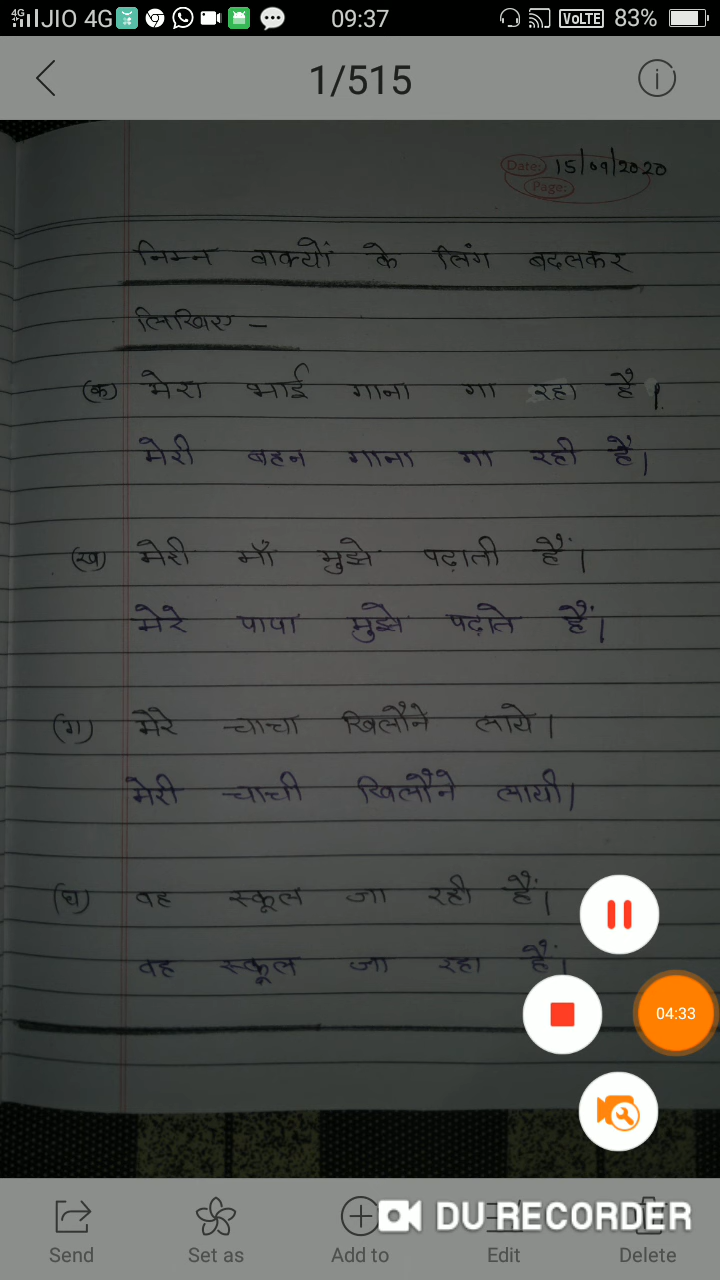 4G JIO 4G 09:37 VoLTE 83%
1/515
Date: 15/09/2020
Page:
निम्न वाक्यों के लिंग बदलकर
लिखिए –
(क) मेरा भाई गाना गा रहा है।
मेरी बहन गाना गा रही है।
(ख) मेरी माँ मुझे पढ़ाती हैं।
मेरे पापा मुझे पढ़ाते हैं।
(ग) मेरे चाचा खिलौने लाये।
मेरी चाची खिलौने लायी।
(घ) वह स्कूल जा रही हैं।
वह स्कूल जा रहा हैं।
04:33
DU RECORDER
Send Set as Add to Edit Delete